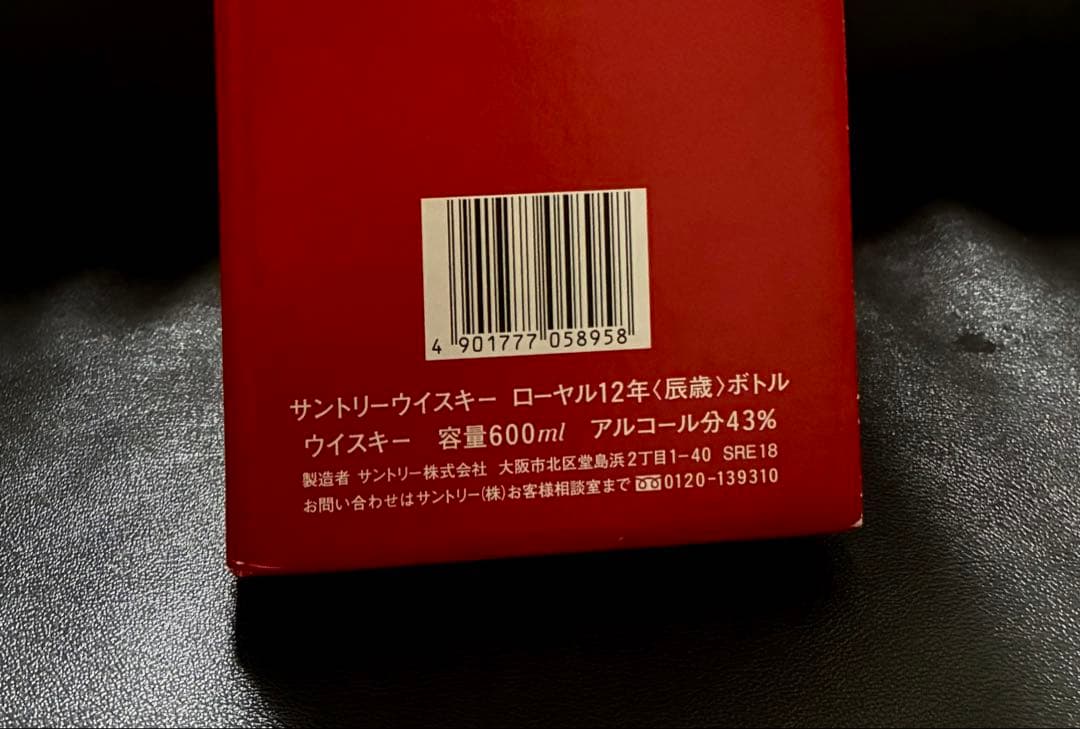 4 901777 058958
サントリーウイスキー ローヤル12年〈辰歳〉ボトル
ウイスキー 容量600ml アルコール分43%
製造者 サントリー株式会社 大阪市北区堂島浜2丁目1-40 SRE18
お問い合わせはサントリー(株)お客様相談室まで 0120-139310